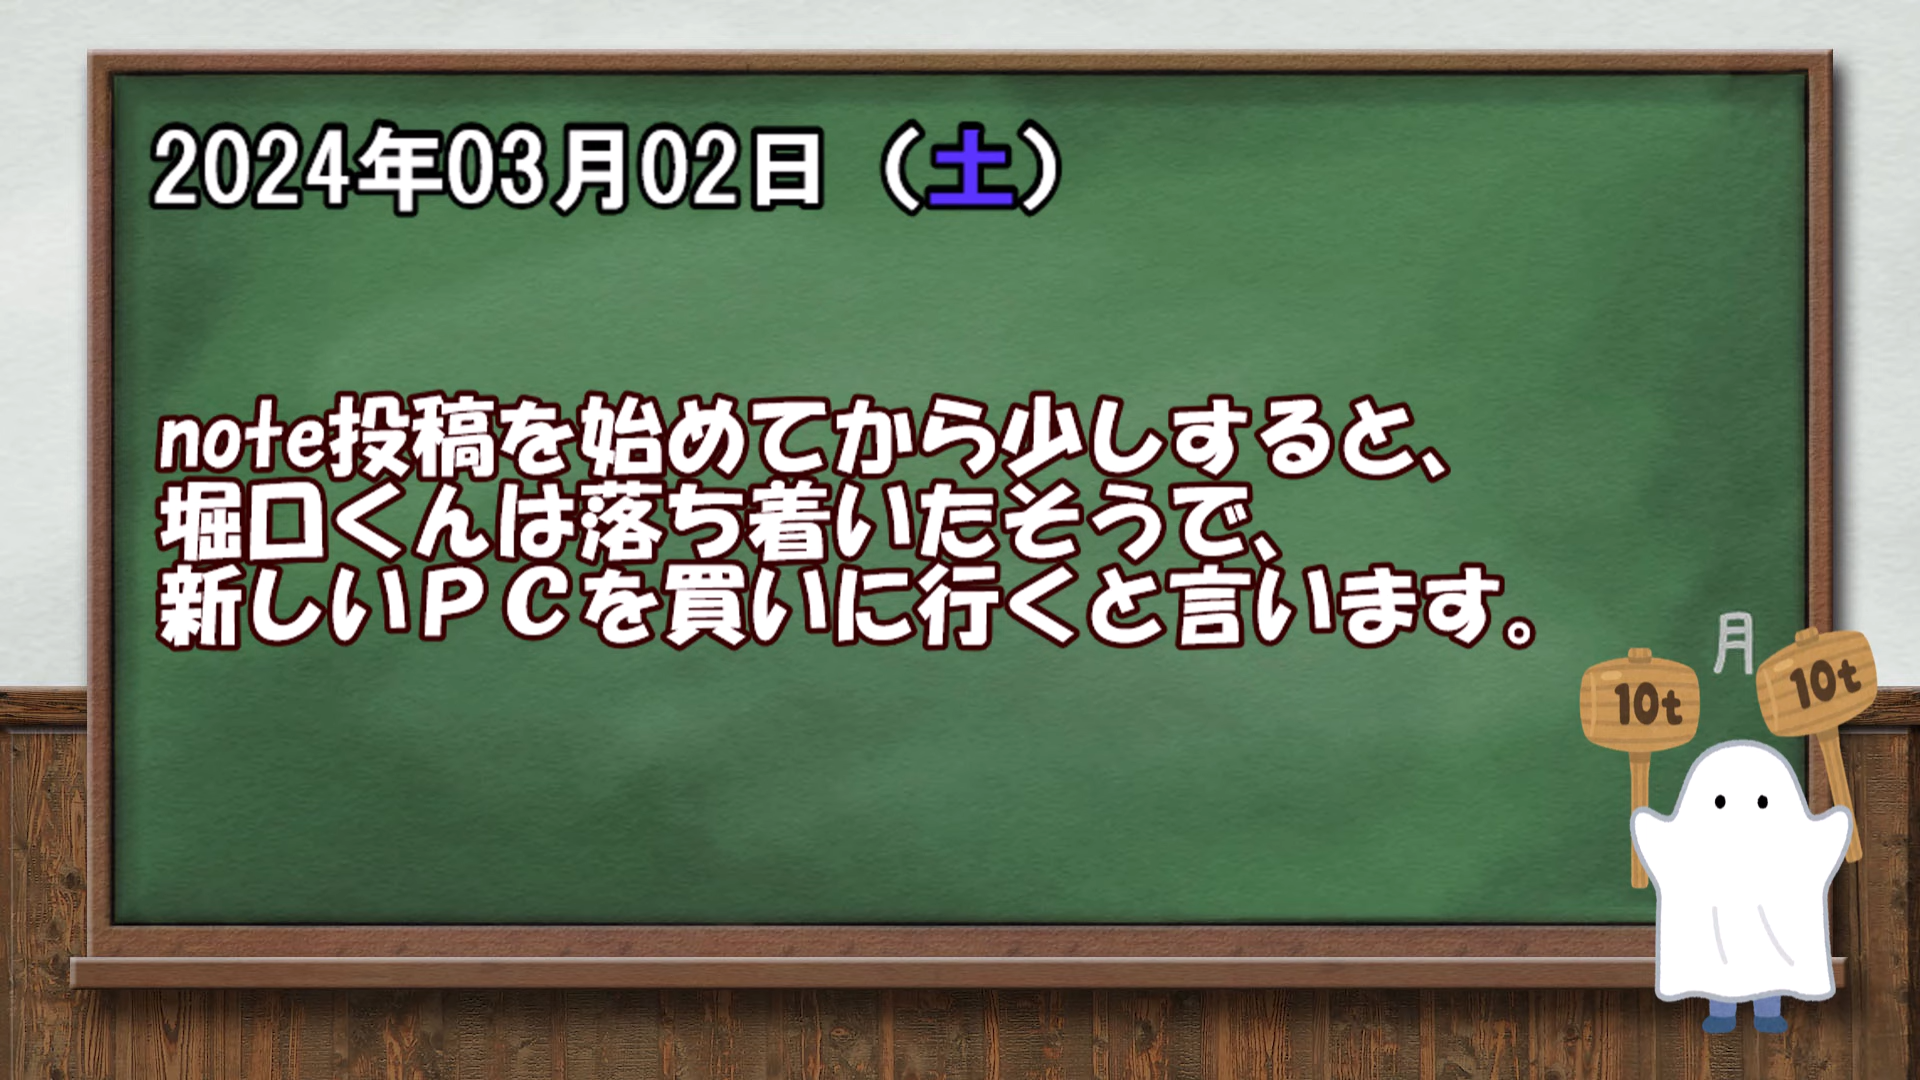 2024年03月02日（土）
note投稿を始めてから少しすると、
堀口くんは落ち着いたそうで、
新しいＰＣを買いに行くと言います。
月
10t
10t